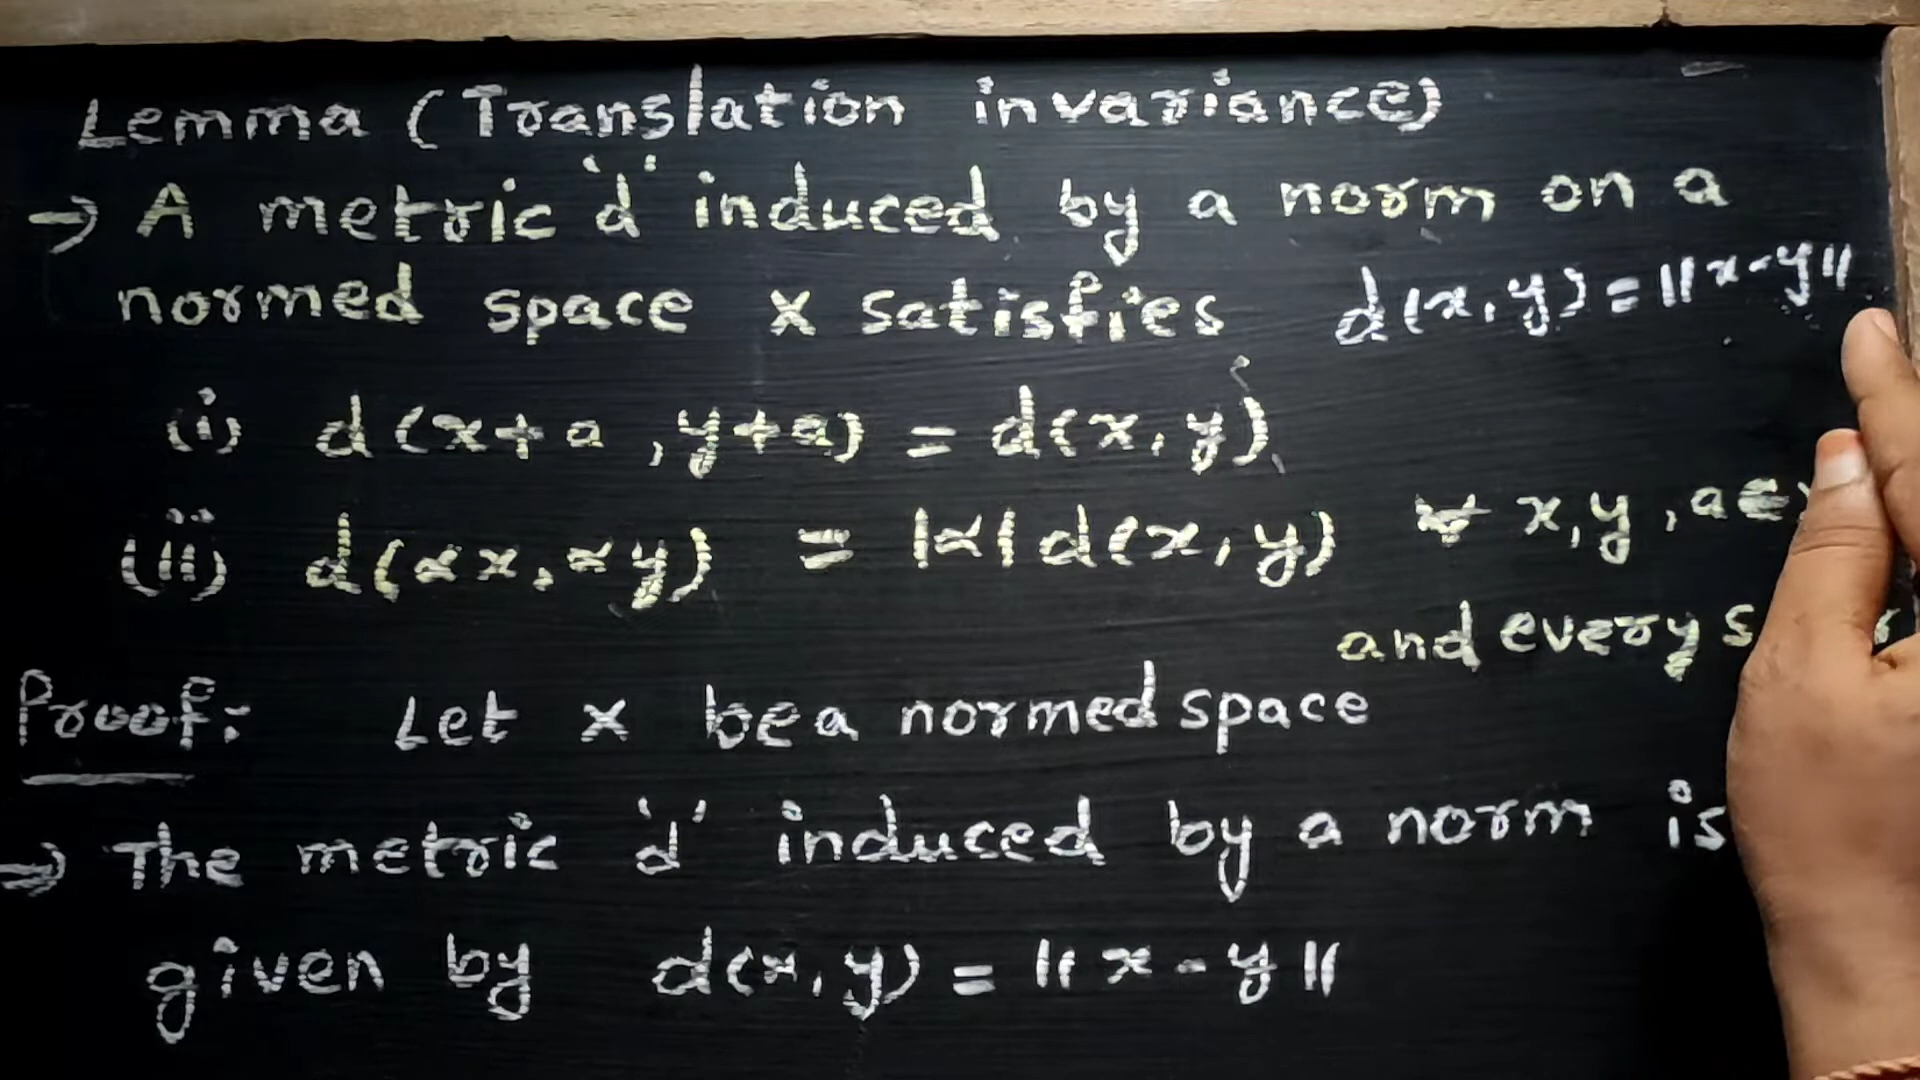 Lemma (Translation invariance)
→ A metric 'd' induced by a norm on a
normed space X satisfies d(x,y) = ||x-y||
(i) d(x+a, y+a) = d(x,y)
(ii) d(αx, αy) = |α| d(x,y) ∀ x,y,a∈
and every
Proof: Let X be a normed space
⇒ The metric 'd' induced by a norm is
given by d(x,y) = ||x-y||